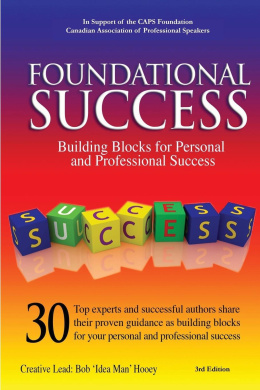 In Support of the CAPS Foundation
Canadian Association of Professional Speakers
FOUNDATIONAL
SUCCESS
Building Blocks for Personal
and Professional Success
S U C C E S S
S U C C E S S
30 Top experts and successful authors share
their proven guidance as building blocks
for your personal and professional success
Creative Lead: Bob 'Idea Man' Hooey
3rd Edition